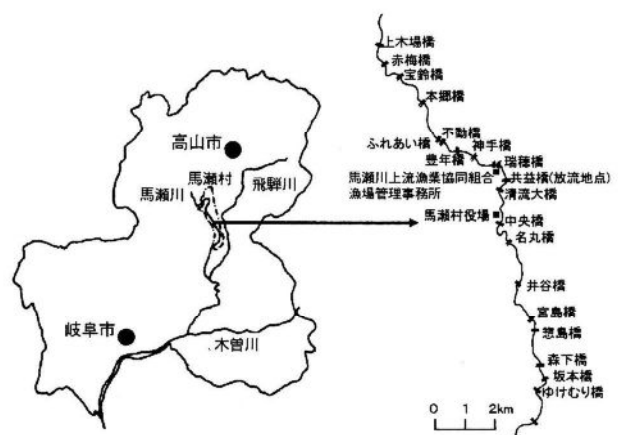 高山市
馬瀬村
馬瀬川
飛騨川
岐阜市
木曽川
上木場橋
赤梅橋
宝鈴橋
本郷橋
不動橋
ふれあい橋
神手橋
豊年橋
瑞穂橋
馬瀬川上流漁業協同組合
漁場管理事務所
共益橋(放流地点)
清流大橋
馬瀬村役場
中央橋
名丸橋
井谷橋
宮島橋
惣島橋
森下橋
坂本橋
ゆけむり橋
0 1 2km